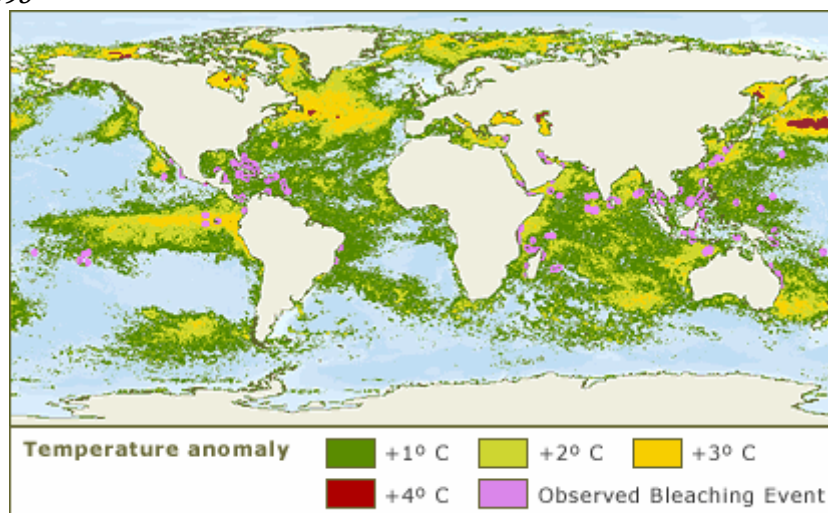 Temperature anomaly
+1º C
+2º C
+3º C
+4º C
Observed Bleaching Event